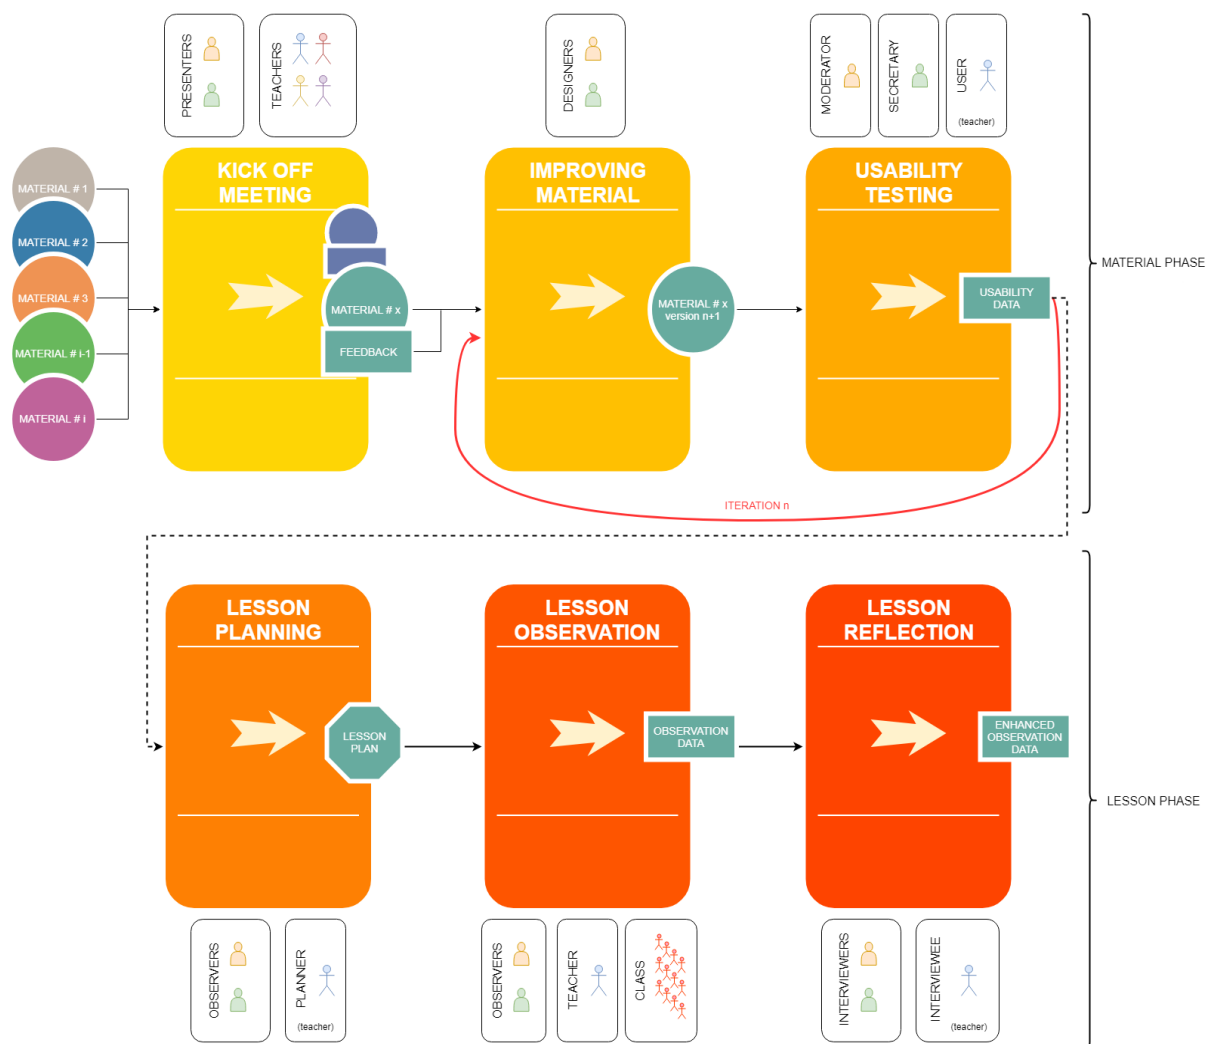 PRESENTERS
TEACHERS
DESIGNERS
MODERATOR
SECRETARY
USER
(teacher)
KICK OFF
MEETING
IMPROVING
MATERIAL
USABILITY
TESTING
MATERIAL # 1
MATERIAL # 2
MATERIAL # 3
MATERIAL # i-1
MATERIAL # i
MATERIAL # x
FEEDBACK
MATERIAL # x
version n+1
USABILITY
DATA
MATERIAL PHASE
ITERATION n
LESSON
PLANNING
LESSON
OBSERVATION
LESSON
REFLECTION
LESSON
PLAN
OBSERVATION
DATA
ENHANCED
OBSERVATION
DATA
LESSON PHASE
OBSERVERS
PLANNER
(teacher)
OBSERVERS
TEACHER
CLASS
INTERVIEWERS
INTERVIEWEE
(teacher)